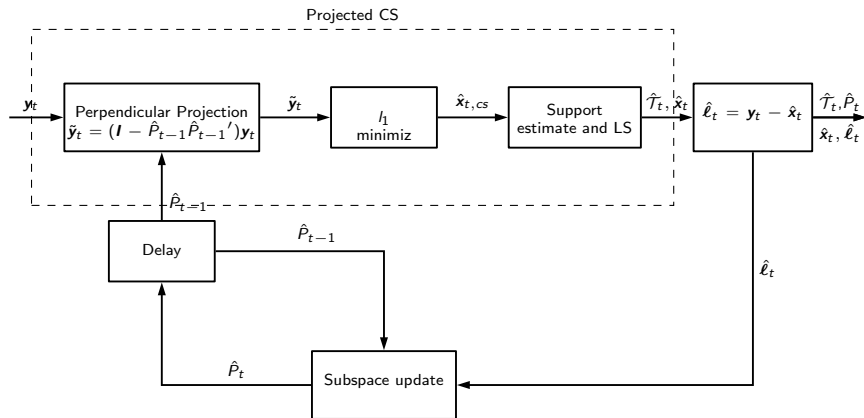 Projected CS
y_t
Perpendicular Projection
ỹ_t = (I − P̂_{t−1}P̂_{t−1}′)y_t
ỹ_t
l_1
minimiz
x̂_{t,cs}
Support
estimate and LS
𝒯̂_t, x̂_t
ℓ̂_t = y_t − x̂_t
𝒯̂_t, P̂_t
x̂_t, ℓ̂_t
P̂_{t−1}
Delay
P̂_{t−1}
ℓ̂_t
P̂_t
Subspace update